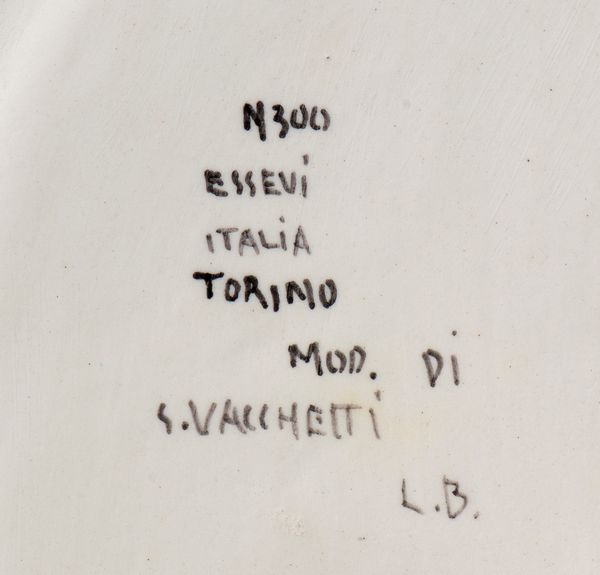 N300
ESSEVI
ITALIA
TORINO
MOD. DI
S.VACCHETTI
L.B.